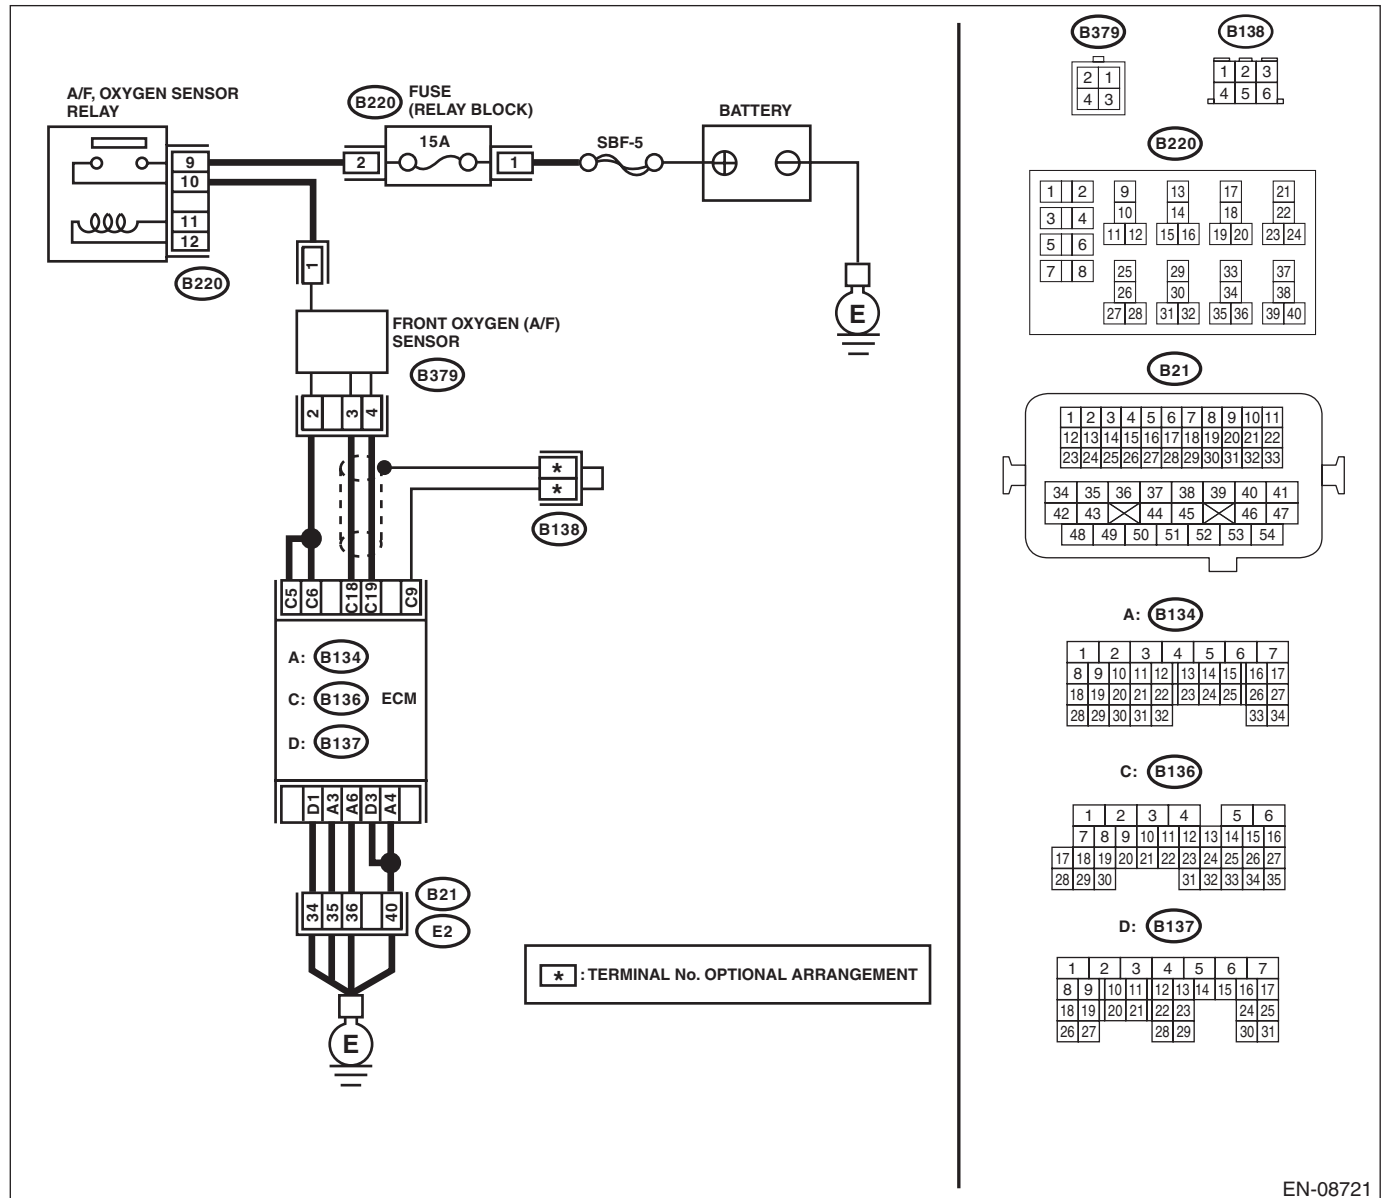 A/F, OXYGEN SENSOR
RELAY
B220
FUSE
(RELAY BLOCK)
15A
BATTERY
SBF-5
9
10
11
12
2
1
B220
1
E
FRONT OXYGEN (A/F)
SENSOR
B379
2 3 4
*
*
B138
C5 C6 C18 C19 C9
A: B134
C: B136 ECM
D: B137
D1 A3 A6 D3 A4
34 35 36 40
B21
E2
E
* : TERMINAL No. OPTIONAL ARRANGEMENT
B379
2 1
4 3
B138
1 2 3
4 5 6
B220
1 2 9 13 17 21
3 4 10 14 18 22
5 6 11 12 15 16 19 20 23 24
7 8 25 29 33 37
26 30 34 38
27 28 31 32 35 36 39 40
B21
1 2 3 4 5 6 7 8 9 10 11
12 13 14 15 16 17 18 19 20 21 22
23 24 25 26 27 28 29 30 31 32 33
34 35 36 37 38 39 40 41
42 43 44 45 46 47
48 49 50 51 52 53 54
A: B134
1 2 3 4 5 6 7
8 9 10 11 12 13 14 15 16 17
18 19 20 21 22 23 24 25 26 27
28 29 30 31 32 33 34
C: B136
1 2 3 4 5 6
7 8 9 10 11 12 13 14 15 16
17 18 19 20 21 22 23 24 25 26 27
28 29 30 31 32 33 34 35
D: B137
1 2 3 4 5 6 7
8 9 10 11 12 13 14 15 16 17
18 19 20 21 22 23 24 25
26 27 28 29 30 31
EN-08721